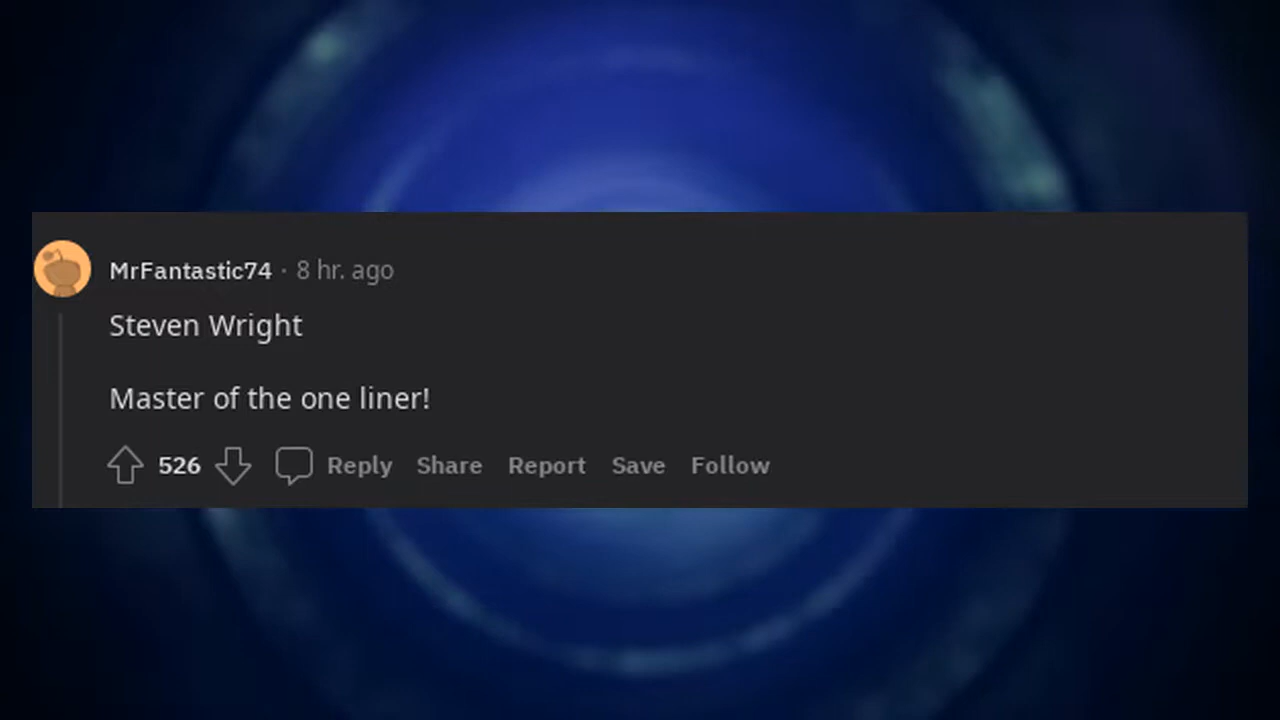 MrFantastic74 · 8 hr. ago
Steven Wright
Master of the one liner!
526 Reply Share Report Save Follow